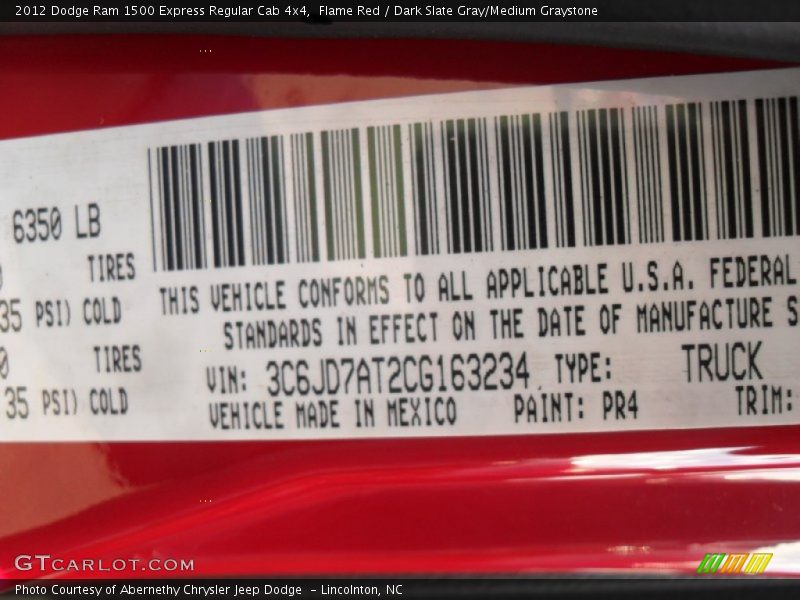 2012 Dodge Ram 1500 Express Regular Cab 4x4, Flame Red / Dark Slate Gray/Medium Graystone
6350 LB
TIRES
35 PSI) COLD
TIRES
35 PSI) COLD
THIS VEHICLE CONFORMS TO ALL APPLICABLE U.S.A. FEDERAL
STANDARDS IN EFFECT ON THE DATE OF MANUFACTURE S
VIN: 3C6JD7AT2CG163234 TYPE: TRUCK
VEHICLE MADE IN MEXICO PAINT: PR4 TRIM:
GTCARLOT.COM
Photo Courtesy of Abernethy Chrysler Jeep Dodge - Lincolnton, NC